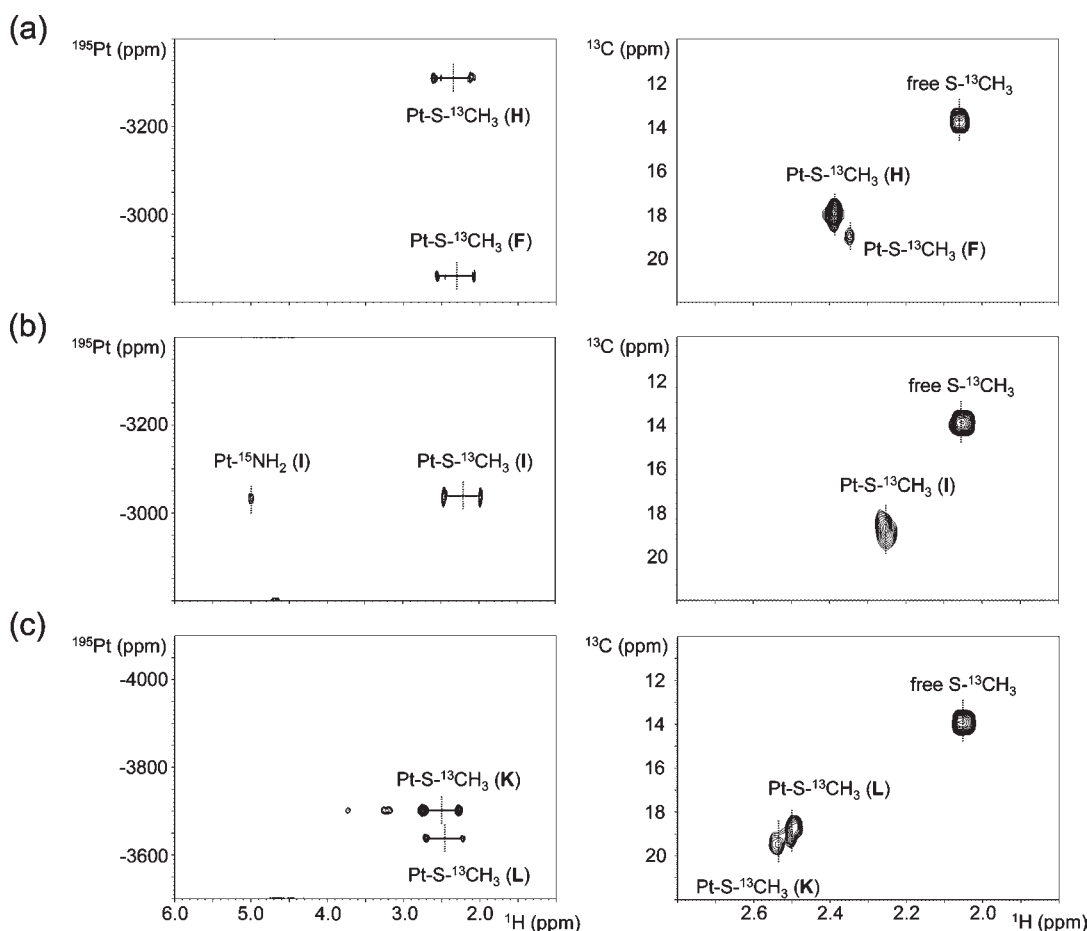 (a)
¹⁹⁵Pt (ppm)
-3200
-3000
Pt-S-¹³CH₃ (H)
Pt-S-¹³CH₃ (F)
¹³C (ppm)
12
14
16
18
20
free S-¹³CH₃
Pt-S-¹³CH₃ (H)
Pt-S-¹³CH₃ (F)
(b)
¹⁹⁵Pt (ppm)
-3200
-3000
Pt-¹⁵NH₂ (I)
Pt-S-¹³CH₃ (I)
¹³C (ppm)
12
14
16
18
20
free S-¹³CH₃
Pt-S-¹³CH₃ (I)
(c)
¹⁹⁵Pt (ppm)
-4000
-3800
-3600
Pt-S-¹³CH₃ (K)
Pt-S-¹³CH₃ (L)
6.0 5.0 4.0 3.0 2.0 ¹H (ppm)
¹³C (ppm)
12
14
16
18
20
free S-¹³CH₃
Pt-S-¹³CH₃ (L)
Pt-S-¹³CH₃ (K)
2.6 2.4 2.2 2.0 ¹H (ppm)